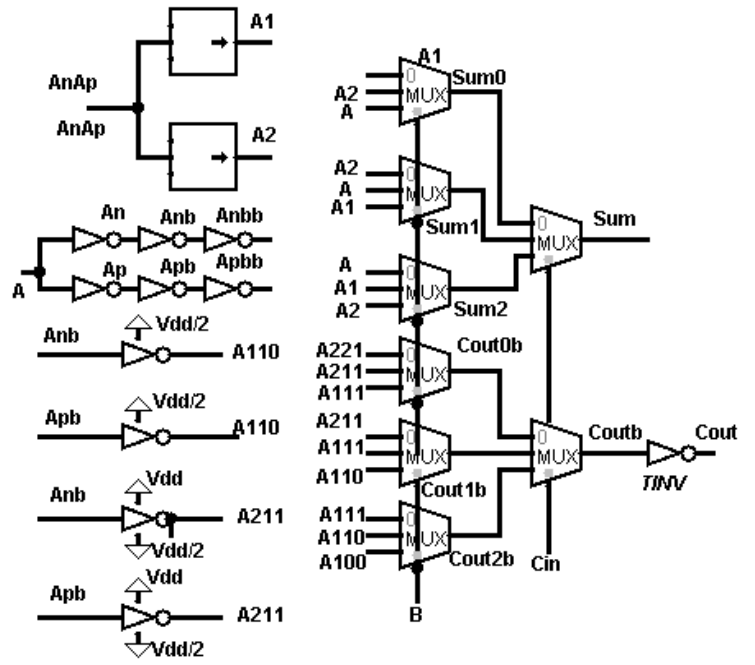 A1
AnAp
AnAp
A2
An Anb Anbb
A
Ap Apb Apbb
Anb Vdd/2 A110
Apb Vdd/2 A110
Anb Vdd A211
Vdd/2
Apb Vdd A211
Vdd/2
A1
0 Sum0
A2 MUX
A
A2 0
A MUX
A1 Sum1
A 0
A1 MUX
A2 Sum2
0 Sum
MUX
A221 0 Cout0b
A211 MUX
A111
A211 0
A111 MUX
A110 Cout1b
A111 0
A110 MUX
A100 Cout2b
0 Coutb Cout
MUX
TINV
Cin
B